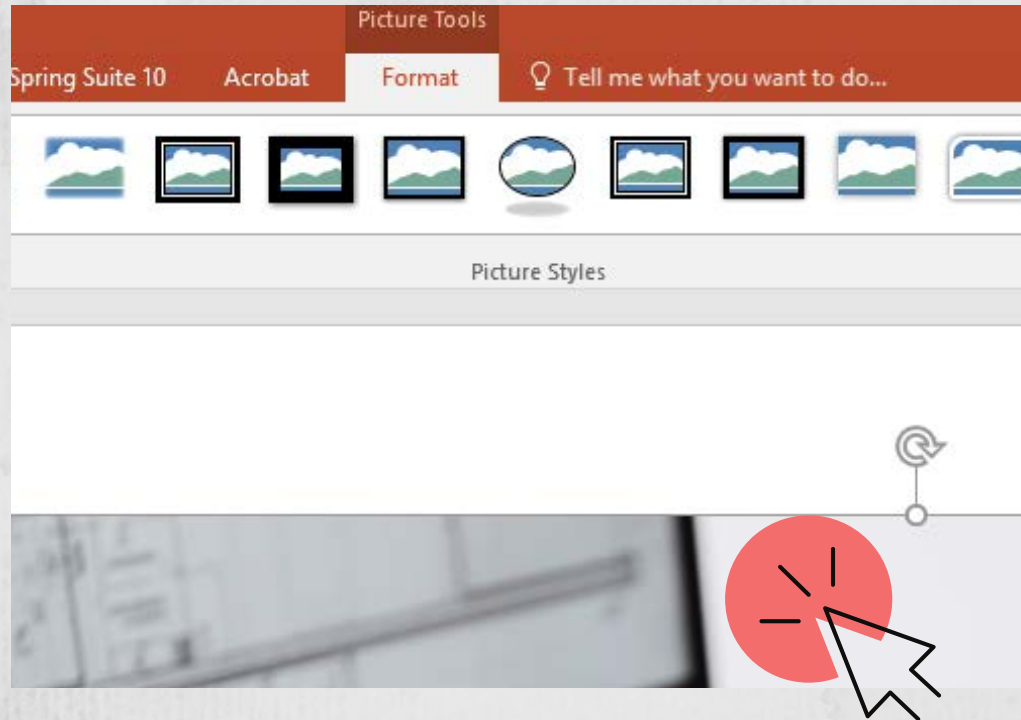 Picture Tools
Spring Suite 10 Acrobat Format Tell me what you want to do...
Picture Styles